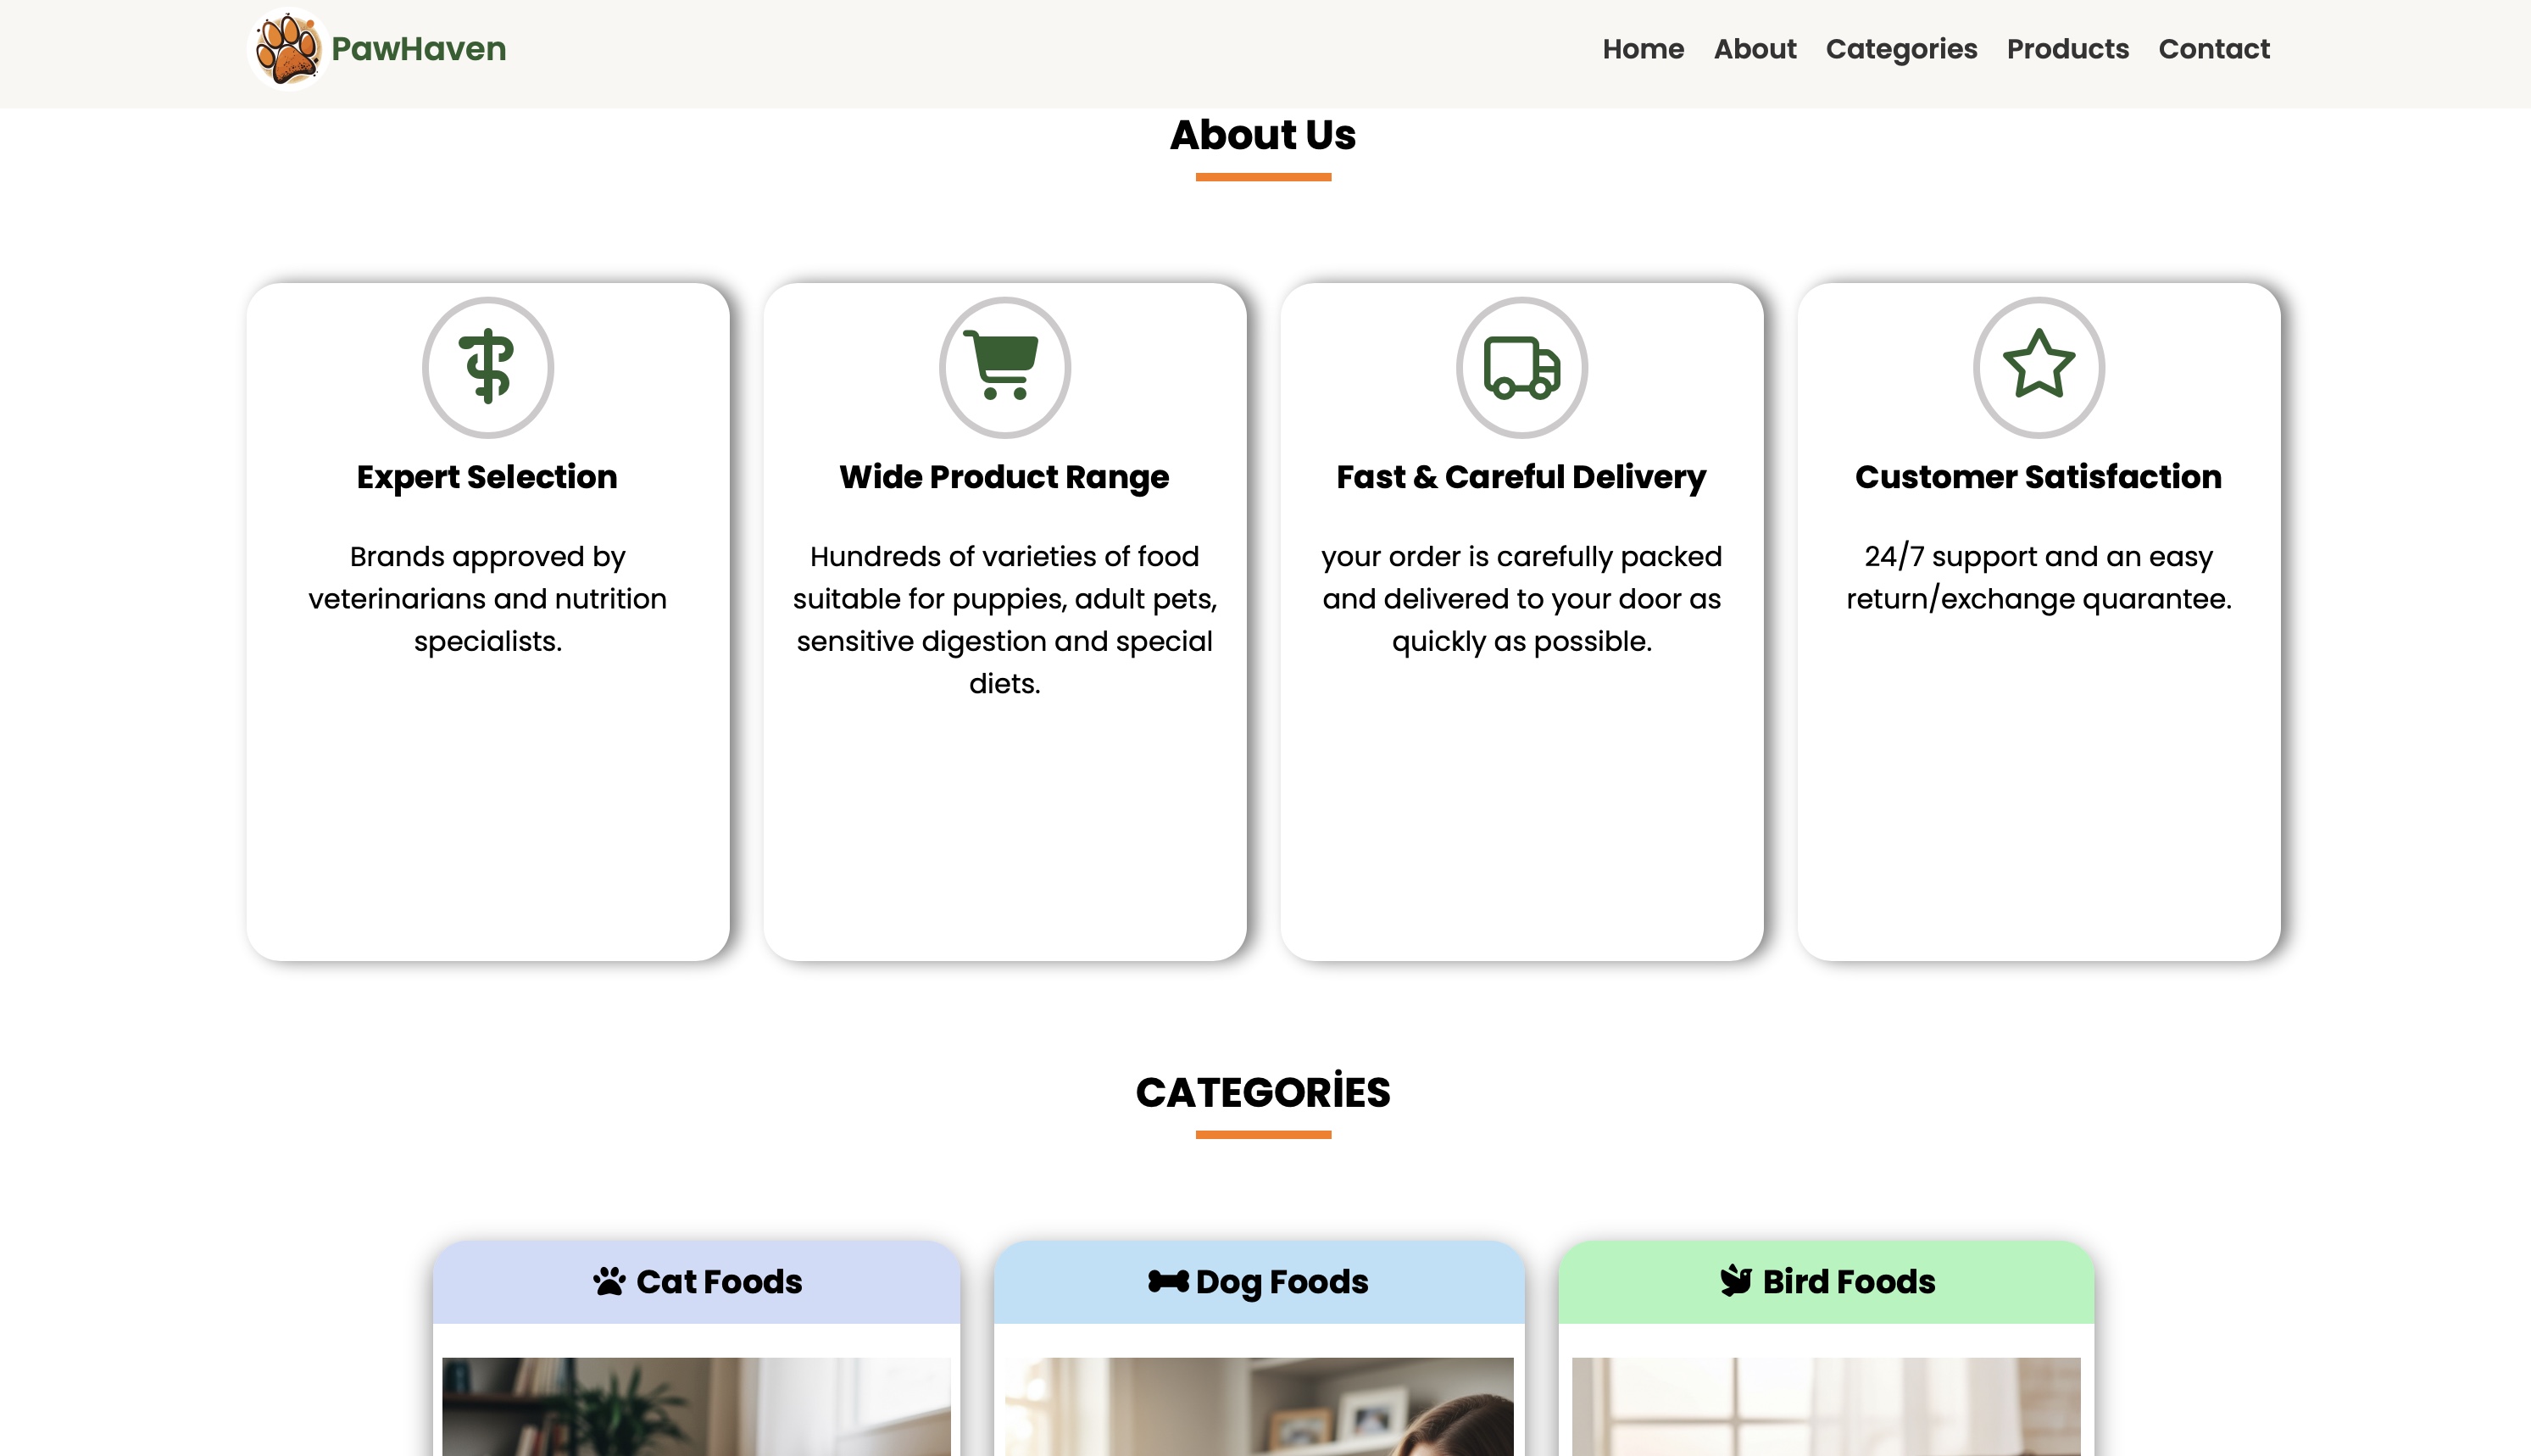 PawHaven
Home About Categories Products Contact
About Us
Expert Selection
Brands approved by
veterinarians and nutrition
specialists.
Wide Product Range
Hundreds of varieties of food
suitable for puppies, adult pets,
sensitive digestion and special
diets.
Fast & Careful Delivery
your order is carefully packed
and delivered to your door as
quickly as possible.
Customer Satisfaction
24/7 support and an easy
return/exchange quarantee.
CATEGORİES
Cat Foods
Dog Foods
Bird Foods